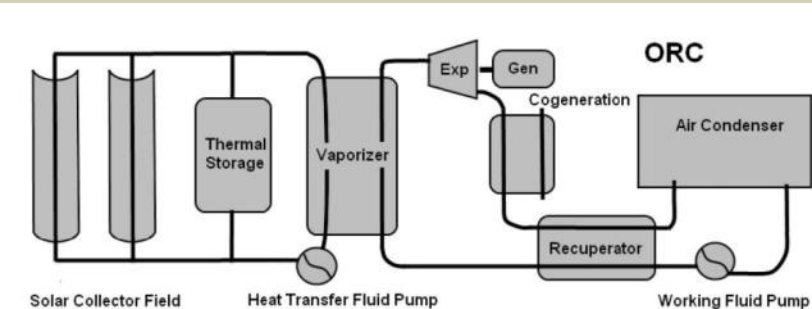 ORC
Exp
Gen
Cogeneration
Air Condenser
Thermal
Storage
Vaporizer
Recuperator
Solar Collector Field
Heat Transfer Fluid Pump
Working Fluid Pump